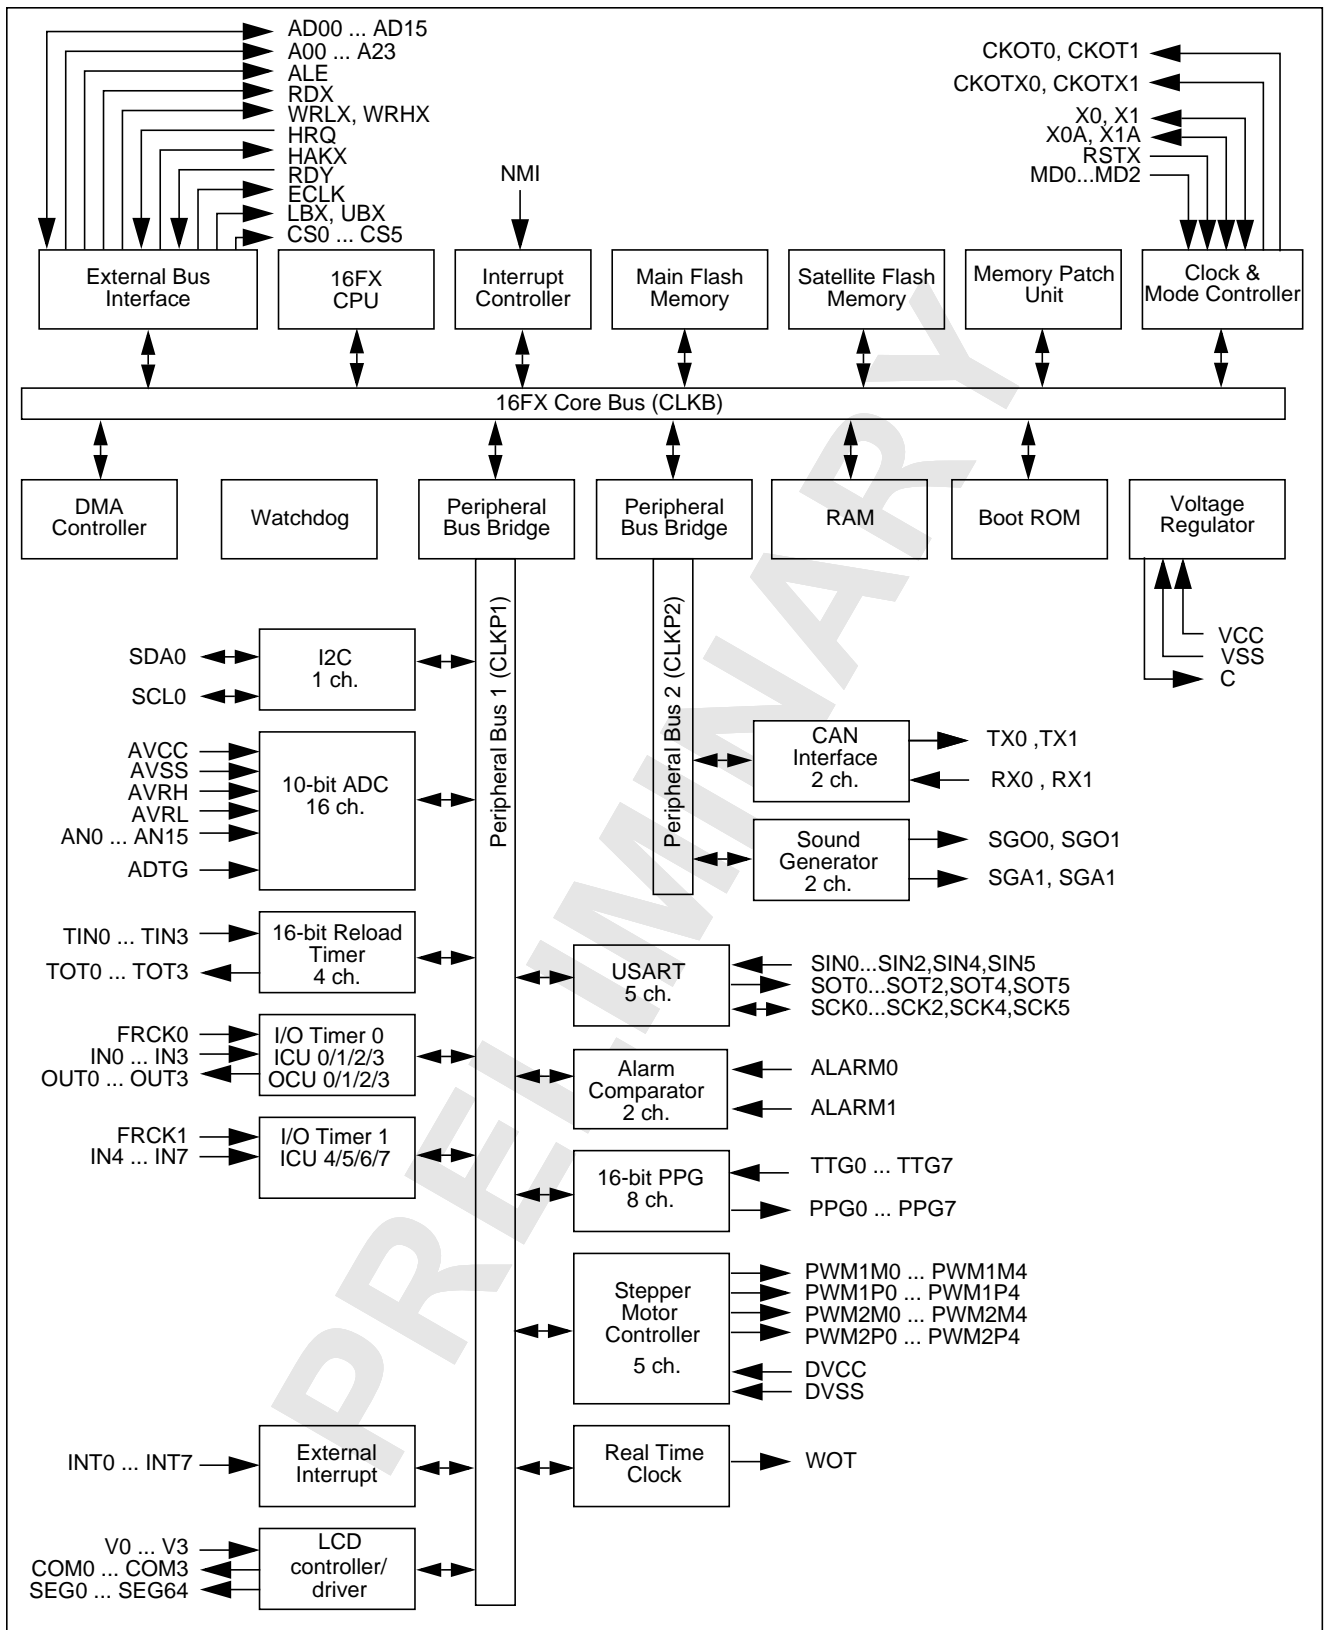 AD00 ... AD15
A00 ... A23
ALE
RDX
WRLX, WRHX
HRQ
HAKX
RDY
ECLK
LBX, UBX
CS0 ... CS5
NMI
CKOT0, CKOT1
CKOTX0, CKOTX1
X0, X1
X0A, X1A
RSTX
MD0...MD2
External Bus
Interface
16FX
CPU
Interrupt
Controller
Main Flash
Memory
Satellite Flash
Memory
Memory Patch
Unit
Clock &
Mode Controller
16FX Core Bus (CLKB)
DMA
Controller
Watchdog
Peripheral
Bus Bridge
Peripheral
Bus Bridge
RAM
Boot ROM
Voltage
Regulator
VCC
VSS
C
Peripheral Bus 1 (CLKP1)
Peripheral Bus 2 (CLKP2)
SDA0
SCL0
I2C
1 ch.
AVCC
AVSS
AVRH
AVRL
AN0 ... AN15
ADTG
10-bit ADC
16 ch.
TIN0 ... TIN3
TOT0 ... TOT3
16-bit Reload
Timer
4 ch.
FRCK0
IN0 ... IN3
OUT0 ... OUT3
I/O Timer 0
ICU 0/1/2/3
OCU 0/1/2/3
FRCK1
IN4 ... IN7
I/O Timer 1
ICU 4/5/6/7
INT0 ... INT7
External
Interrupt
V0 ... V3
COM0 ... COM3
SEG0 ... SEG64
LCD
controller/
driver
CAN
Interface
2 ch.
TX0 ,TX1
RX0 , RX1
Sound
Generator
2 ch.
SGO0, SGO1
SGA1, SGA1
USART
5 ch.
SIN0...SIN2,SIN4,SIN5
SOT0...SOT2,SOT4,SOT5
SCK0...SCK2,SCK4,SCK5
Alarm
Comparator
2 ch.
ALARM0
ALARM1
16-bit PPG
8 ch.
TTG0 ... TTG7
PPG0 ... PPG7
Stepper
Motor
Controller
5 ch.
PWM1M0 ... PWM1M4
PWM1P0 ... PWM1P4
PWM2M0 ... PWM2M4
PWM2P0 ... PWM2P4
DVCC
DVSS
Real Time
Clock
WOT
PRELIMINARY